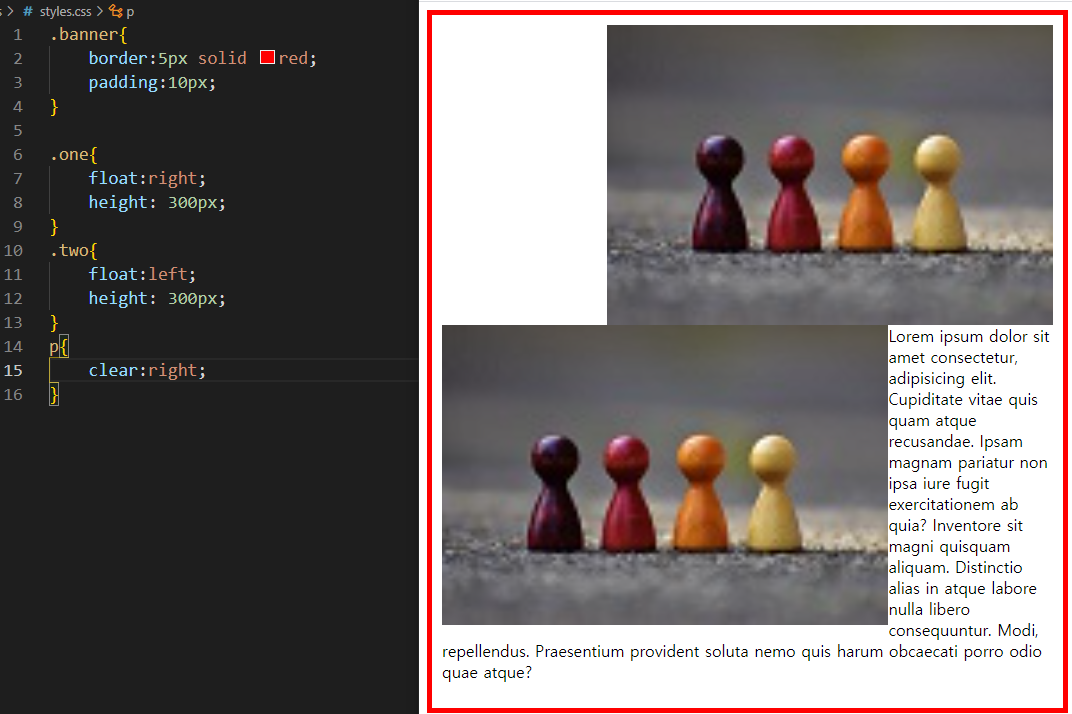 s > # styles.css > p
1 .banner{
2 border:5px solid red;
3 padding:10px;
4 }
5
6 .one{
7 float:right;
8 height: 300px;
9 }
10 .two{
11 float:left;
12 height: 300px;
13 }
14 p{
15 clear:right;
16 }
Lorem ipsum dolor sit
amet consectetur,
adipisicing elit.
Cupiditate vitae quis
quam atque
recusandae. Ipsam
magnam pariatur non
ipsa iure fugit
exercitationem ab
quia? Inventore sit
magni quisquam
aliquam. Distinctio
alias in atque labore
nulla libero
consequuntur. Modi,
repellendus. Praesentium provident soluta nemo quis harum obcaecati porro odio
quae atque?